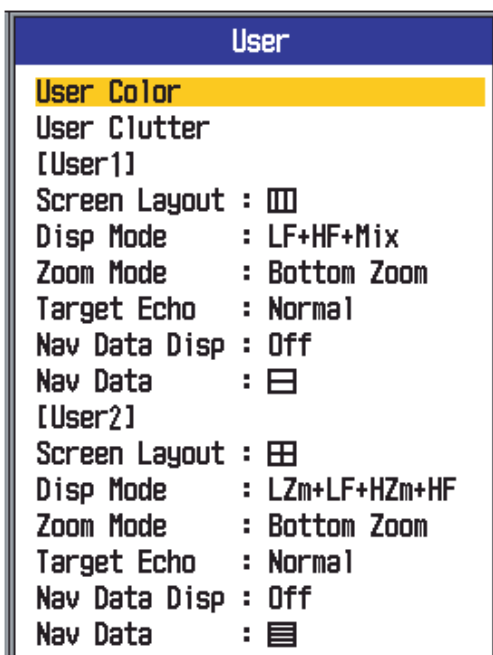 User
User Color
User Clutter
[User1]
Screen Layout :
Disp Mode : LF+HF+Mix
Zoom Mode : Bottom Zoom
Target Echo : Normal
Nav Data Disp : Off
Nav Data :
[User2]
Screen Layout :
Disp Mode : LZm+LF+HZm+HF
Zoom Mode : Bottom Zoom
Target Echo : Normal
Nav Data Disp : Off
Nav Data :